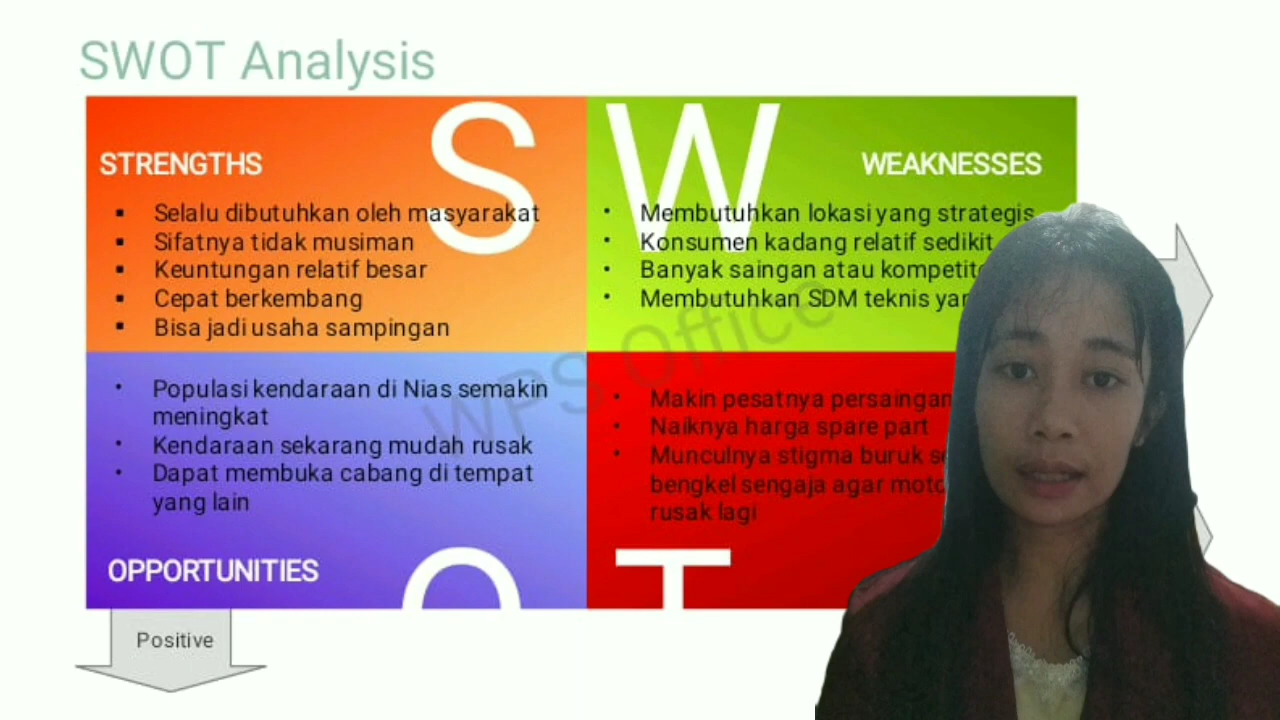 SWOT Analysis
S
STRENGTHS
Selalu dibutuhkan oleh masyarakat
Sifatnya tidak musiman
Keuntungan relatif besar
Cepat berkembang
Bisa jadi usaha sampingan
W
WEAKNESSES
Membutuhkan lokasi yang strategis
Konsumen kadang relatif sedikit
Banyak saingan atau
Membutuhkan SDM teknis
Populasi kendaraan di Nias semakin
meningkat
Kendaraan sekarang mudah rusak
Dapat membuka cabang di tempat
yang lain
OPPORTUNITIES
O
Makin pesatnya persaingan
Naiknya harga spare part
Munculnya stigma buruk
bengkel sengaja agar
rusak lagi
T
Positive
WPS Office